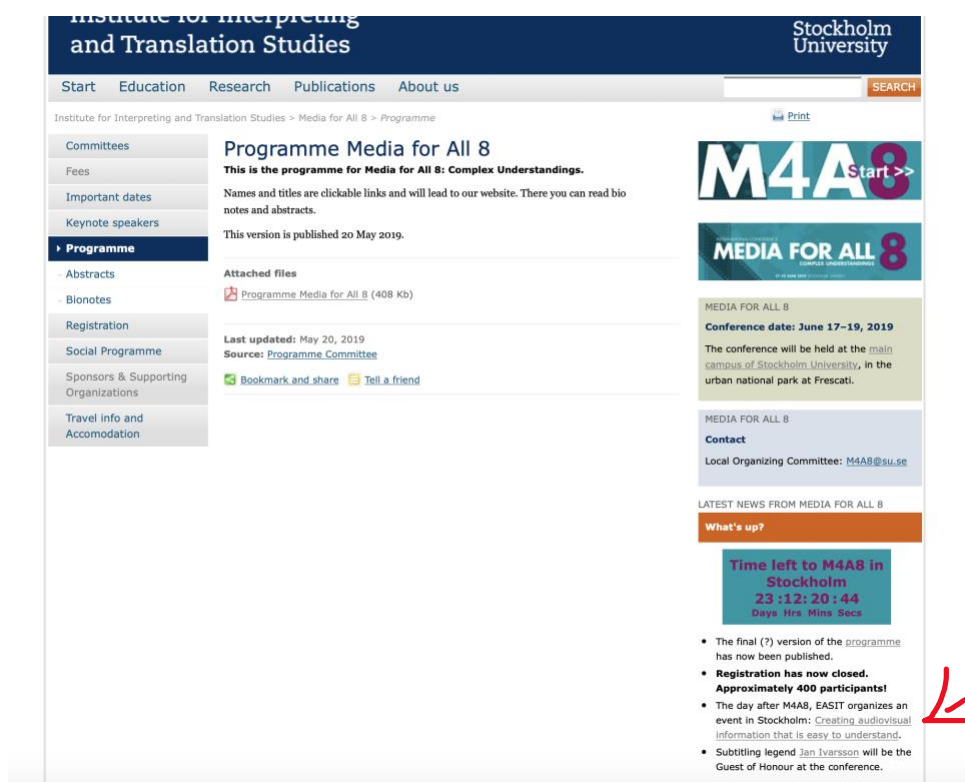 Institute for Interpreting
and Translation Studies
Stockholm
University
Start Education Research Publications About us
SEARCH
Institute for Interpreting and Translation Studies > Media for All 8 > Programme
Print
Committees
Fees
Important dates
Keynote speakers
Programme
Abstracts
Bionotes
Registration
Social Programme
Sponsors & Supporting
Organizations
Travel info and
Accomodation
Programme Media for All 8
This is the programme for Media for All 8: Complex Understandings.
Names and titles are clickable links and will lead to our website. There you can read bio
notes and abstracts.
This version is published 20 May 2019.
Attached files
Programme Media for All 8 (408 Kb)
Last updated: May 20, 2019
Source: Programme Committee
Bookmark and share Tell a friend
M4A8
Start >>
MEDIA FOR ALL 8
COMPLEX UNDERSTANDINGS
MEDIA FOR ALL 8
Conference date: June 17–19, 2019
The conference will be held at the main
campus of Stockholm University, in the
urban national park at Frescati.
MEDIA FOR ALL 8
Contact
Local Organizing Committee: M4A8@su.se
LATEST NEWS FROM MEDIA FOR ALL 8
What's up?
Time left to M4A8 in
Stockholm
23:12:20:44
Days Hrs Mins Secs
• The final (?) version of the programme
has now been published.
• Registration has now closed.
Approximately 400 participants!
• The day after M4A8, EASIT organizes an
event in Stockholm: Creating audiovisual
information that is easy to understand.
• Subtitling legend Jan Ivarsson will be the
Guest of Honour at the conference.